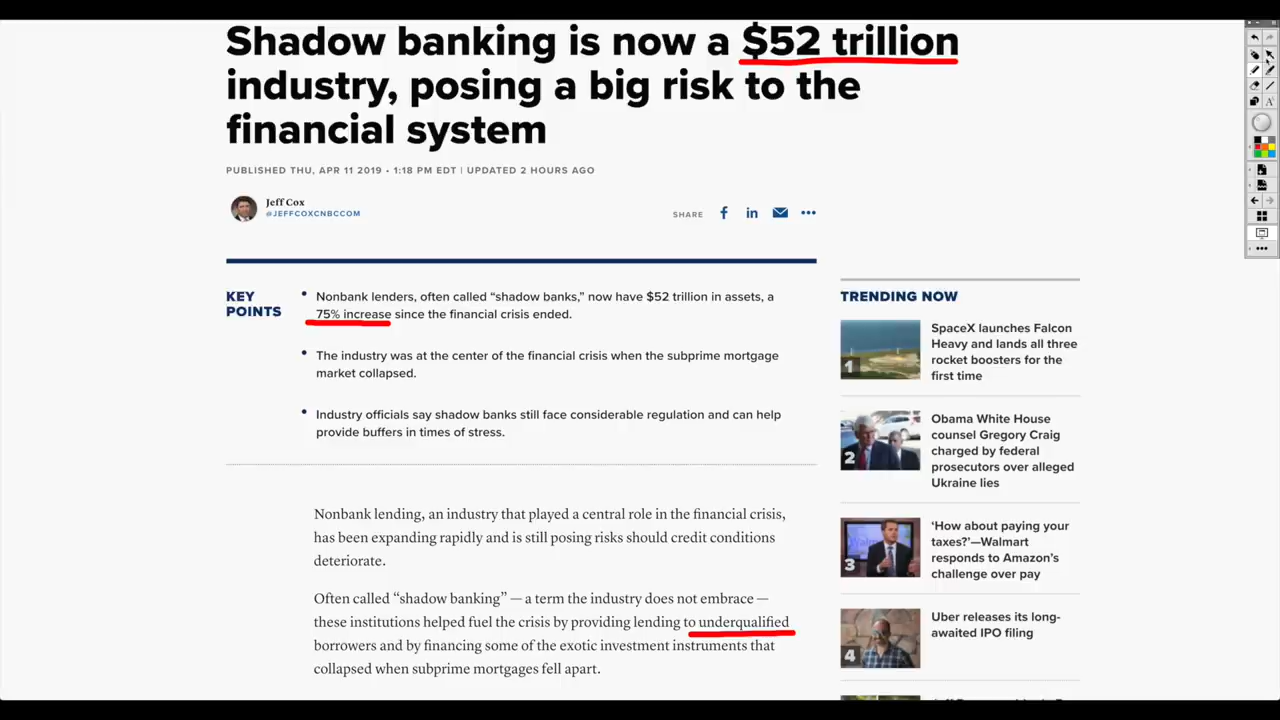 Shadow banking is now a $52 trillion
industry, posing a big risk to the
financial system
PUBLISHED THU, APR 11 2019 • 1:18 PM EDT | UPDATED 2 HOURS AGO
Jeff Cox
@JEFFCOXCNBCCOM
SHARE
KEY
POINTS
• Nonbank lenders, often called “shadow banks,” now have $52 trillion in assets, a
75% increase since the financial crisis ended.
• The industry was at the center of the financial crisis when the subprime mortgage
market collapsed.
• Industry officials say shadow banks still face considerable regulation and can help
provide buffers in times of stress.
Nonbank lending, an industry that played a central role in the financial crisis,
has been expanding rapidly and is still posing risks should credit conditions
deteriorate.
Often called “shadow banking” — a term the industry does not embrace —
these institutions helped fuel the crisis by providing lending to underqualified
borrowers and by financing some of the exotic investment instruments that
collapsed when subprime mortgages fell apart.
TRENDING NOW
1
SpaceX launches Falcon
Heavy and lands all three
rocket boosters for the
first time
2
Obama White House
counsel Gregory Craig
charged by federal
prosecutors over alleged
Ukraine lies
3
‘How about paying your
taxes?’—Walmart
responds to Amazon’s
challenge over pay
4
Uber releases its long-
awaited IPO filing